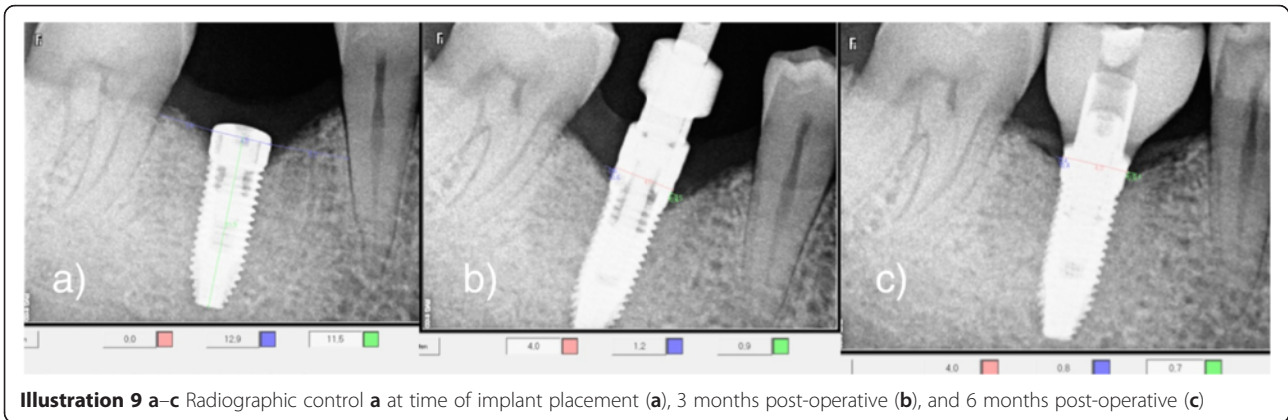 a)
b)
c)
0,0 12,9 11,5
4,0 1,2 0,9
4,0 0,8 0,7
Illustration 9 a–c Radiographic control a at time of implant placement (a), 3 months post-operative (b), and 6 months post-operative (c)